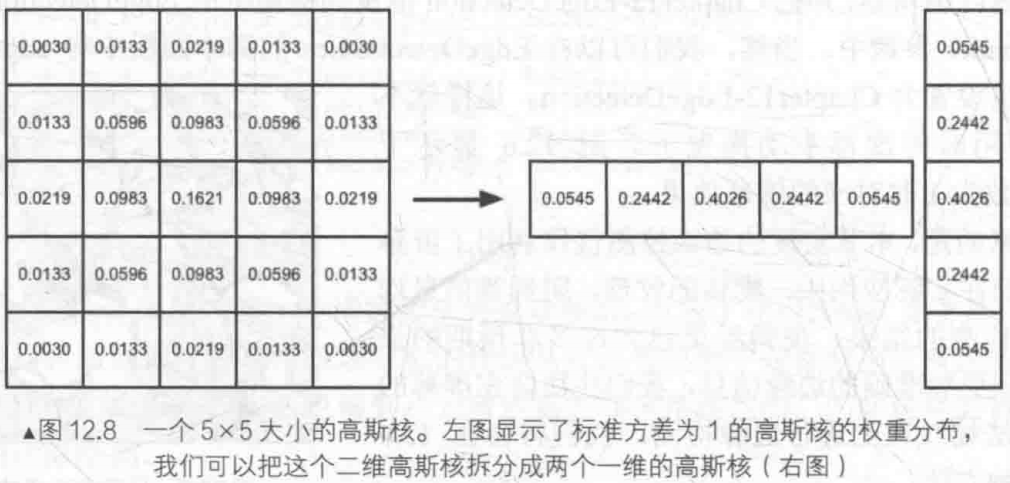 0.0030 0.0133 0.0219 0.0133 0.0030
0.0133 0.0596 0.0983 0.0596 0.0133
0.0219 0.0983 0.1621 0.0983 0.0219
0.0133 0.0596 0.0983 0.0596 0.0133
0.0030 0.0133 0.0219 0.0133 0.0030
0.0545 0.2442 0.4026 0.2442 0.0545
0.0545
0.2442
0.4026
0.2442
0.0545
▲图 12.8 一个 5×5 大小的高斯核。左图显示了标准方差为 1 的高斯核的权重分布，
我们可以把这个二维高斯核拆分成两个一维的高斯核（右图）